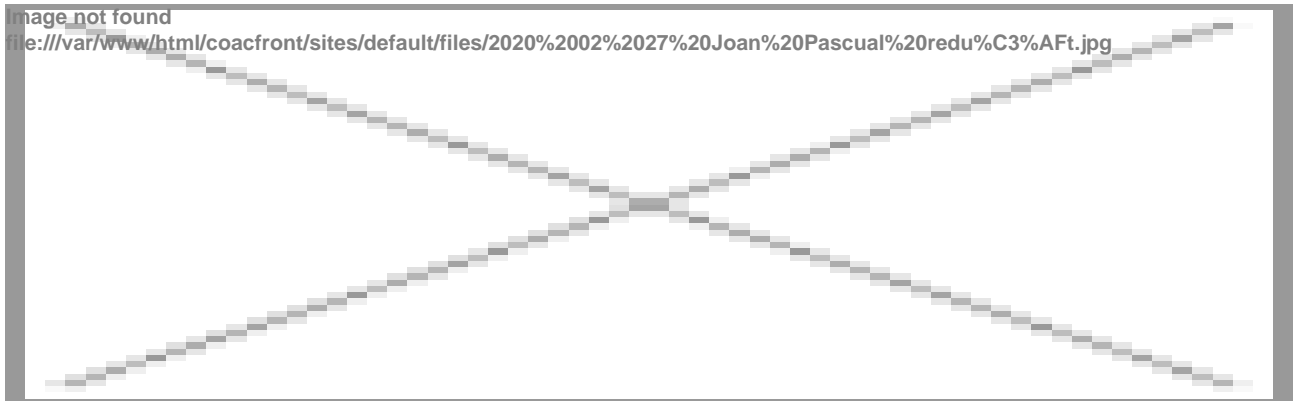 Image not found
file:///var/www/html/coacfront/sites/default/files/2020%2002%2027%20Joan%20Pascual%20redu%C3%AFt.jpg